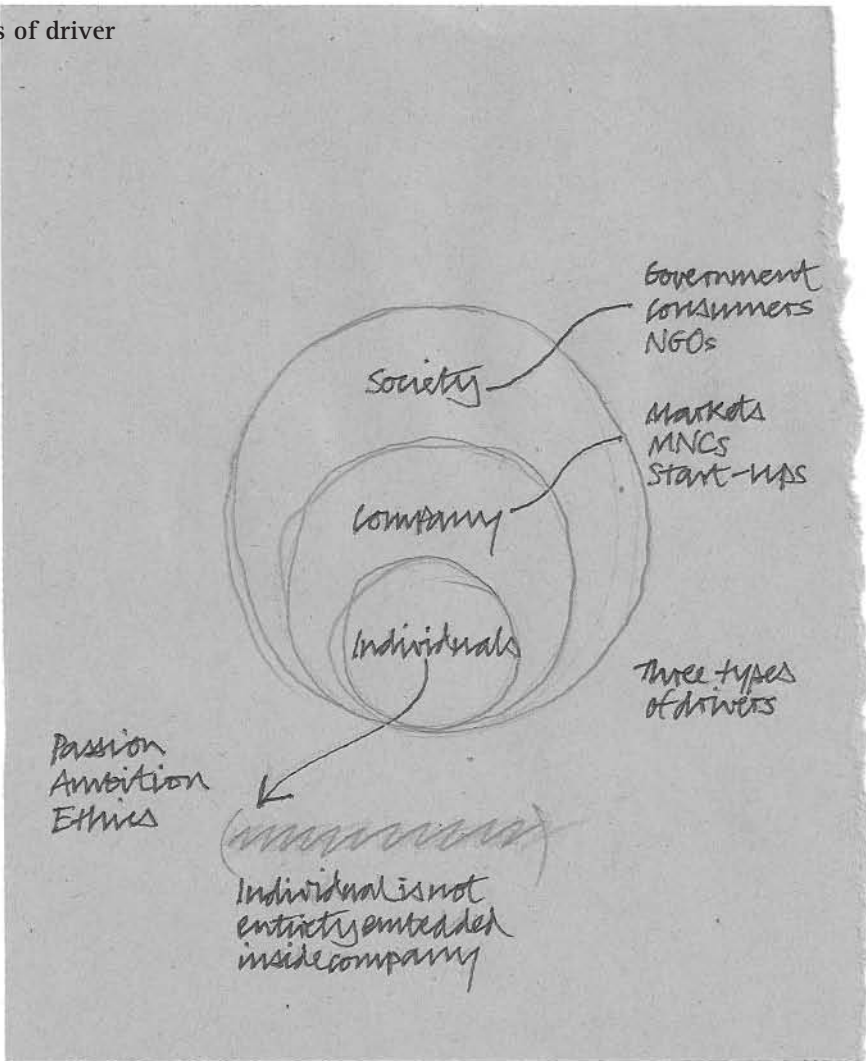 s of driver
Government
Consumers
NGOs
Society
Markets
MNCs
Start-Ups
Company
Individuals
Three types
of drivers
Passion
Ambition
Ethics
Individual is not
entirely embedded
inside company